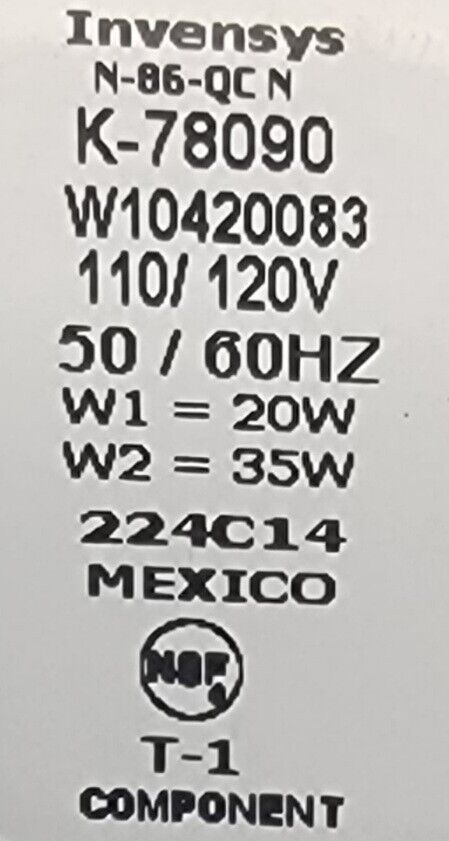 Invensys
N-86-QC N
K-78090
W10420083
110/ 120V
50 / 60HZ
W1 = 20W
W2 = 35W
224C14
MEXICO
NSF
T-1
COMPONENT